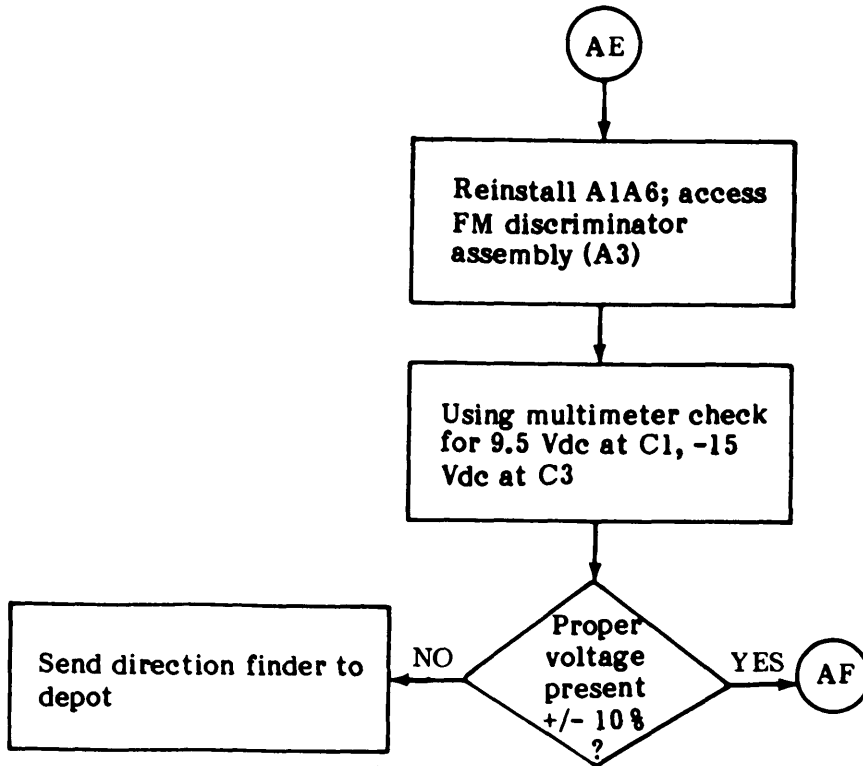 AE
Reinstall A1A6; access
FM discriminator
assembly (A3)
Using multimeter check
for 9.5 Vdc at C1, -15
Vdc at C3
Send direction finder to
depot
NO
Proper
voltage
present
+/- 10%
?
YES
AF